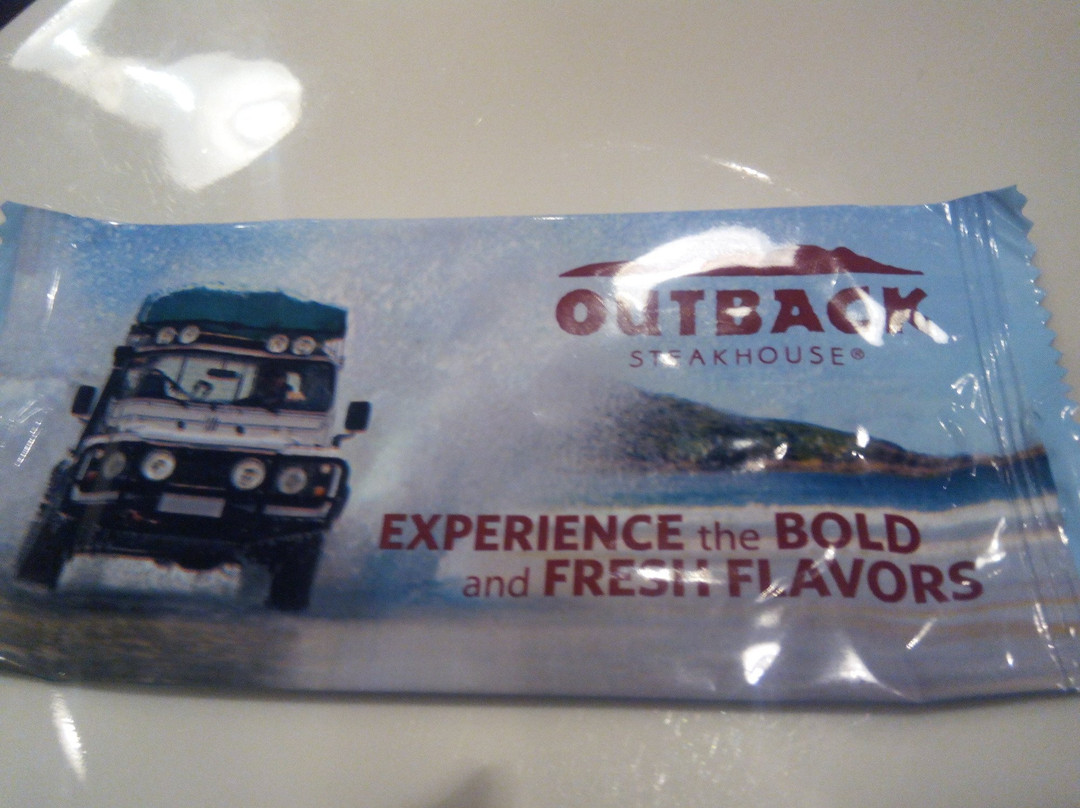 OUTBACK
STEAKHOUSE®
EXPERIENCE the BOLD
and FRESH FLAVORS